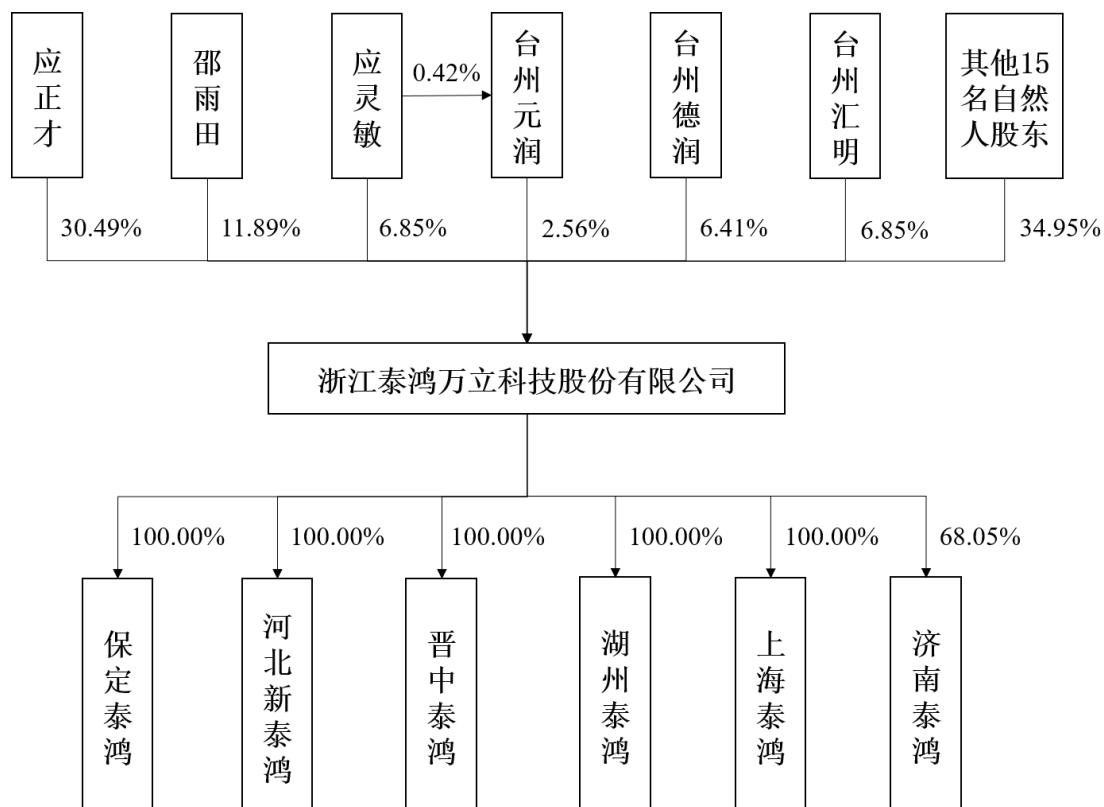 应正才
邵雨田
应灵敏
0.42%
台州元润
台州德润
台州汇明
其他15
名自然
人股东
30.49%
11.89%
6.85%
2.56%
6.41%
6.85%
34.95%
浙江泰鸿万立科技股份有限公司
100.00%
100.00%
100.00%
100.00%
100.00%
68.05%
保定泰鸿
河北新泰鸿
晋中泰鸿
湖州泰鸿
上海泰鸿
济南泰鸿